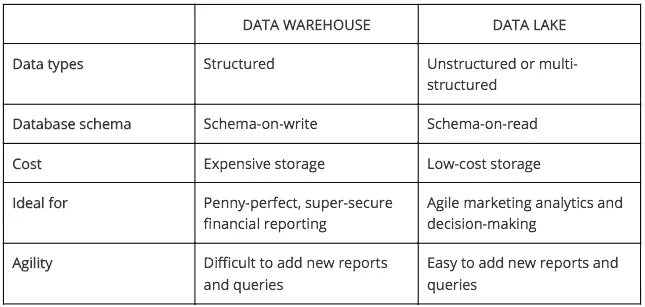 DATA WAREHOUSE DATA LAKE
Data types Structured Unstructured or multi-
structured
Database schema Schema-on-write Schema-on-read
Cost Expensive storage Low-cost storage
Ideal for Penny-perfect, super-secure Agile marketing analytics and
financial reporting decision-making
Agility Difficult to add new reports Easy to add new reports and
and queries queries